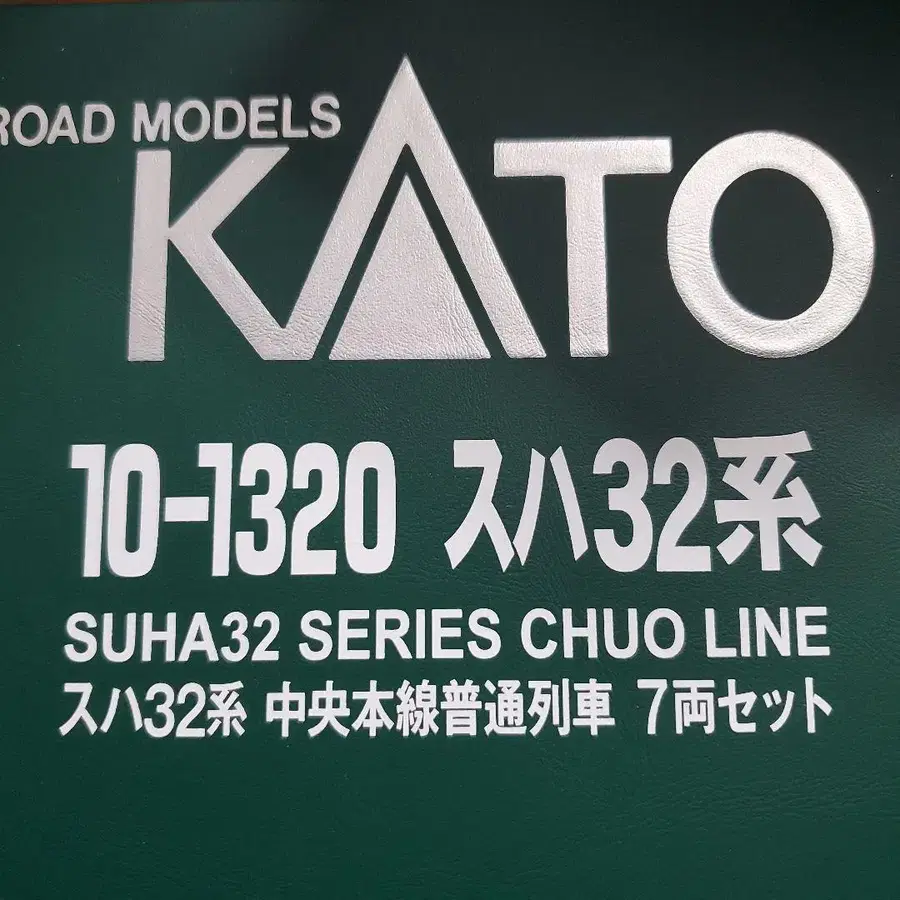 ROAD MODELS
KATO
10-1320 スハ32系
SUHA32 SERIES CHUO LINE
スハ32系 中央本線普通列車 7両セット